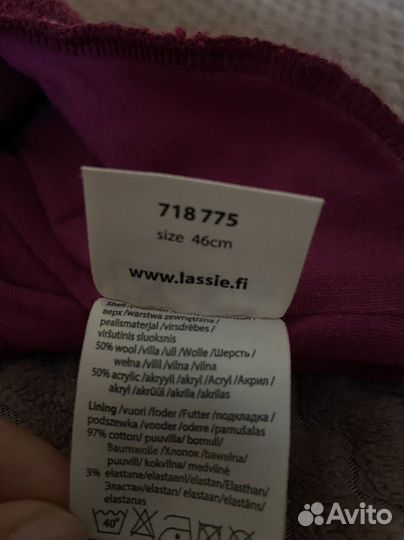 718 775
size 46cm
www.lassie.fi
верх/warstwa zewnętrzna/
pealismaterjal/virsdrēbes/
viršutinis sluoksnis
50% wool/villa/ull/Wolle/Шерсть/
wełna/villi/vilna/vilna
50% acrylic/akryyli/akryl/Acryl/Акрил/
akryl/akrüül/akrils/akrilas
Lining/vuori/foder/Futter/подкладка/
podszewka/vooder/odere/pamušalas
97% cotton/puuvilla/bomull/
Baumwolle/Хлопок/bawełna/
puuvill/kokvilna/medvilnė
3% elastane/elastaani/elastan/Elasthan/
Эластан/elastan/elastaan/elastāns/
elastanas
40°
Avito